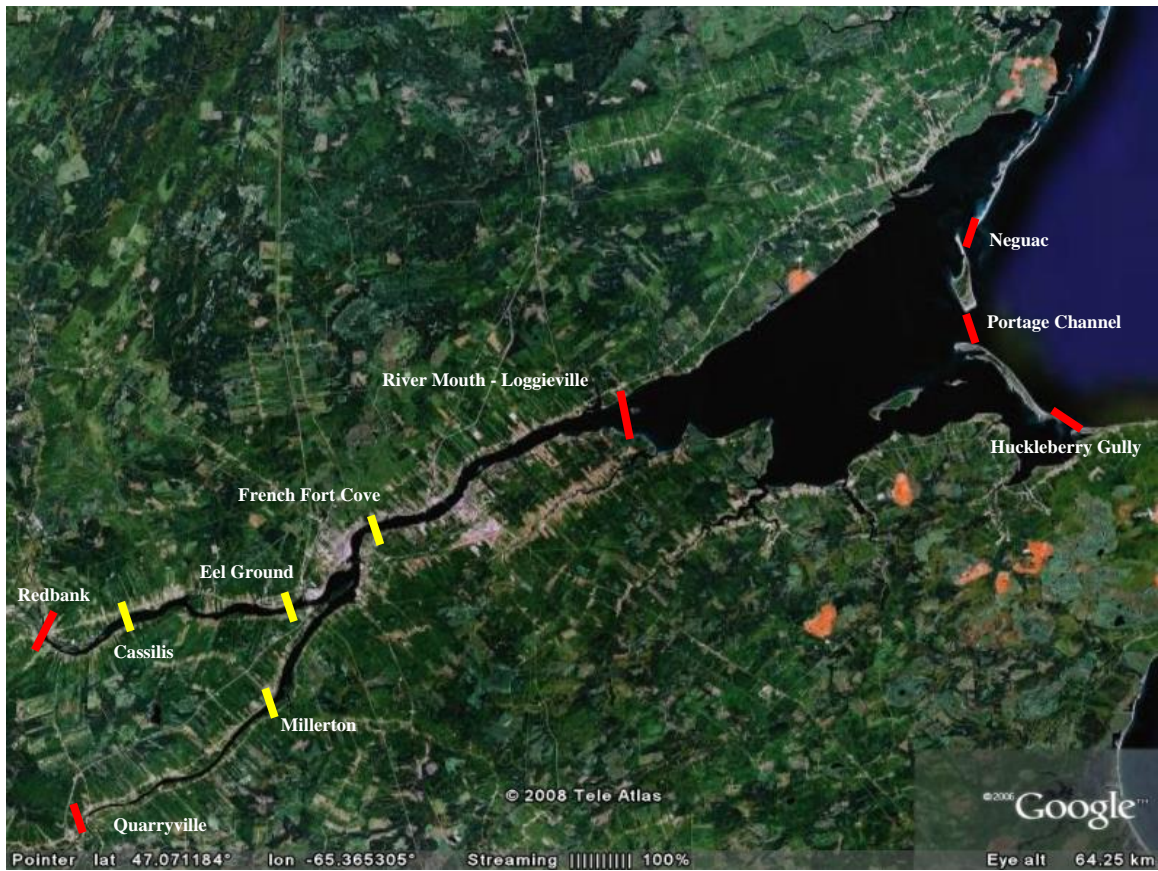 Neguac
Portage Channel
River Mouth - Loggieville
Huckleberry Gully
French Fort Cove
Eel Ground
Redbank
Cassilis
Millerton
Quarryville
© 2008 Tele Atlas
©2006 Google™
Pointer lat 47.071184° lon -65.365305° Streaming |||||||||| 100% Eye alt 64.25 km